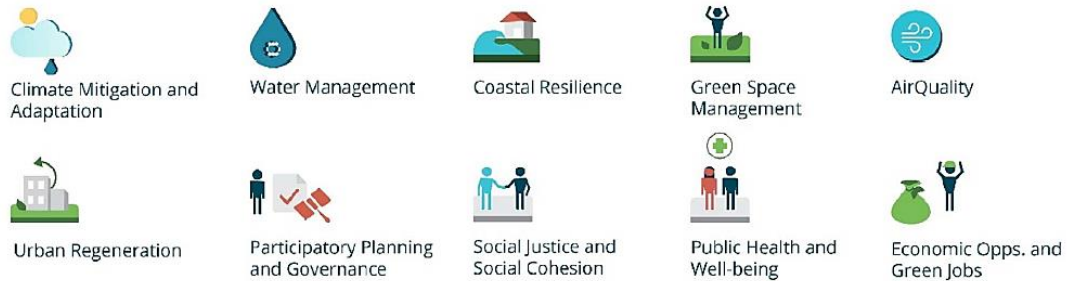 Climate Mitigation and
Adaptation
Water Management
Coastal Resilience
Green Space
Management
AirQuality
Urban Regeneration
Participatory Planning
and Governance
Social Justice and
Social Cohesion
Public Health and
Well-being
Economic Opps. and
Green Jobs